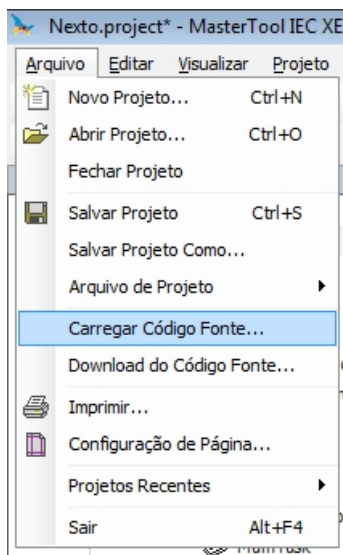 Nexto.project* - MasterTool IEC XE
Arquivo Editar Visualizar Projeto
Novo Projeto... Ctrl+N
Abrir Projeto... Ctrl+O
Fechar Projeto
Salvar Projeto Ctrl+S
Salvar Projeto Como...
Arquivo de Projeto
Carregar Código Fonte...
Download do Código Fonte...
Imprimir...
Configuração de Página...
Projetos Recentes
Sair Alt+F4